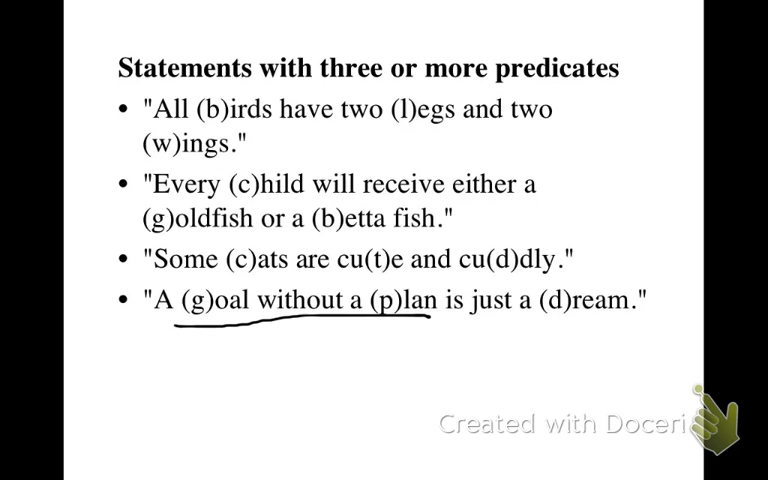 Statements with three or more predicates
• "All (b)irds have two (l)egs and two
(w)ings."
• "Every (c)hild will receive either a
(g)oldfish or a (b)etta fish."
• "Some (c)ats are cu(t)e and cu(d)dly."
• "A (g)oal without a (p)lan is just a (d)ream."
Created with Doceri